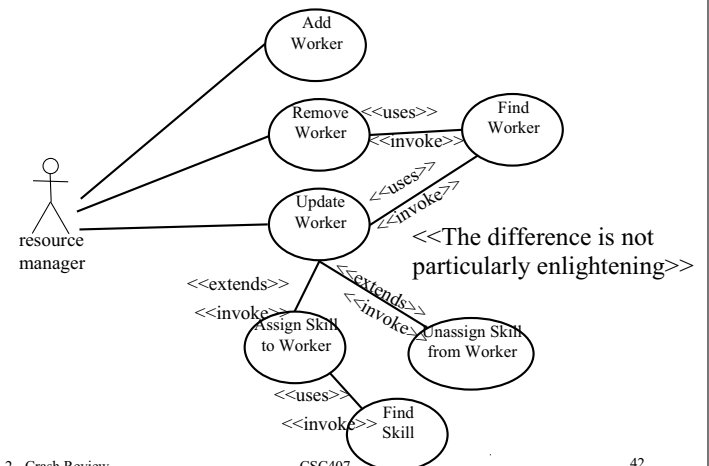 Add
Worker
Remove
Worker
<<uses>>
<<invoke>>
Find
Worker
<<uses>>
<<invoke>>
Update
Worker
resource
manager
<<The difference is not
particularly enlightening>>
<<extends>>
<<invoke>>
<<extends>>
<<invoke>>
Assign Skill
to Worker
Unassign Skill
from Worker
<<uses>>
<<invoke>>
Find
Skill
2 - Crash Review
CSC407
42